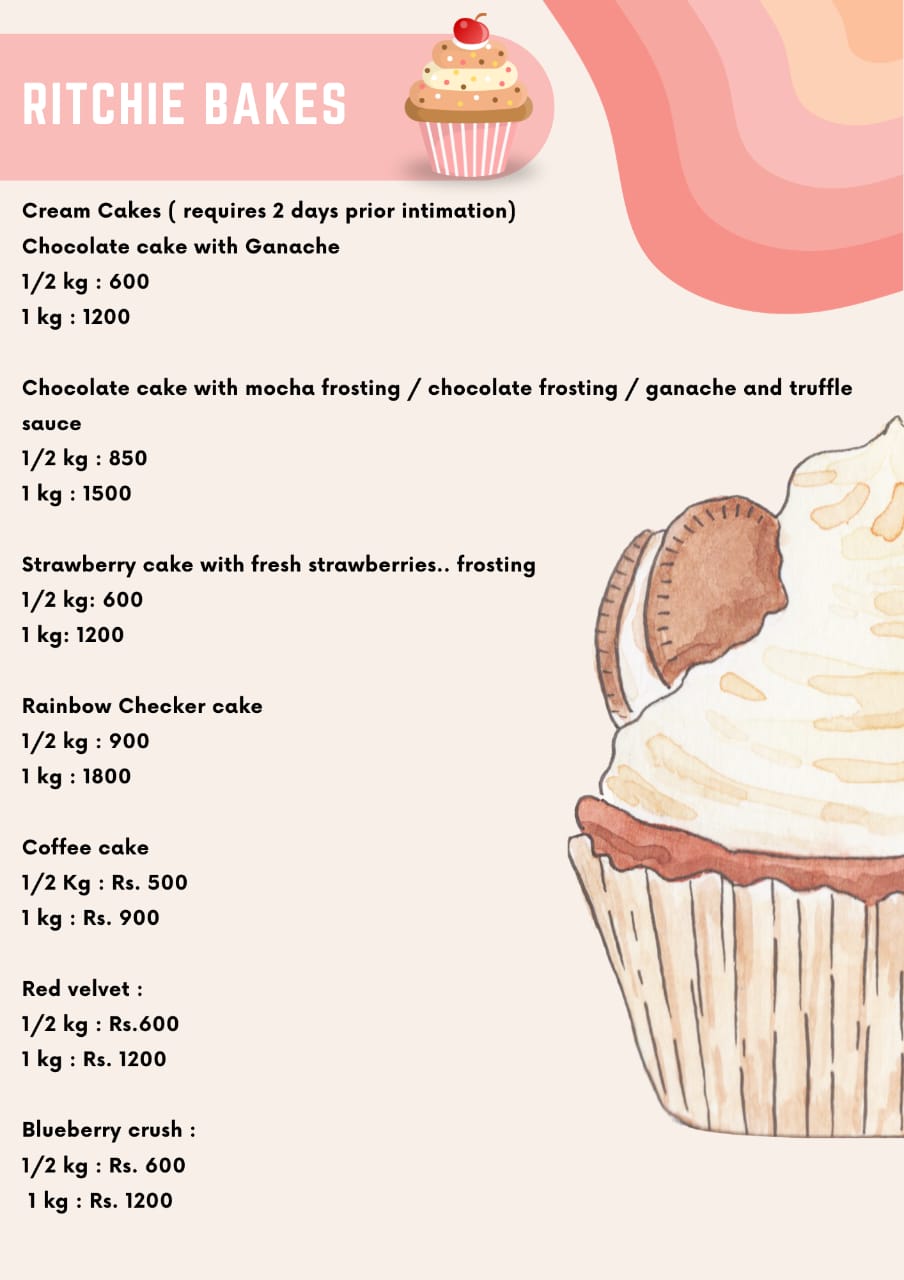 RITCHIE BAKES
Cream Cakes ( requires 2 days prior intimation)
Chocolate cake with Ganache
1/2 kg : 600
1 kg : 1200
Chocolate cake with mocha frosting / chocolate frosting / ganache and truffle
sauce
1/2 kg : 850
1 kg : 1500
Strawberry cake with fresh strawberries.. frosting
1/2 kg: 600
1 kg: 1200
Rainbow Checker cake
1/2 kg : 900
1 kg : 1800
Coffee cake
1/2 Kg : Rs. 500
1 kg : Rs. 900
Red velvet :
1/2 kg : Rs.600
1 kg : Rs. 1200
Blueberry crush :
1/2 kg : Rs. 600
1 kg : Rs. 1200